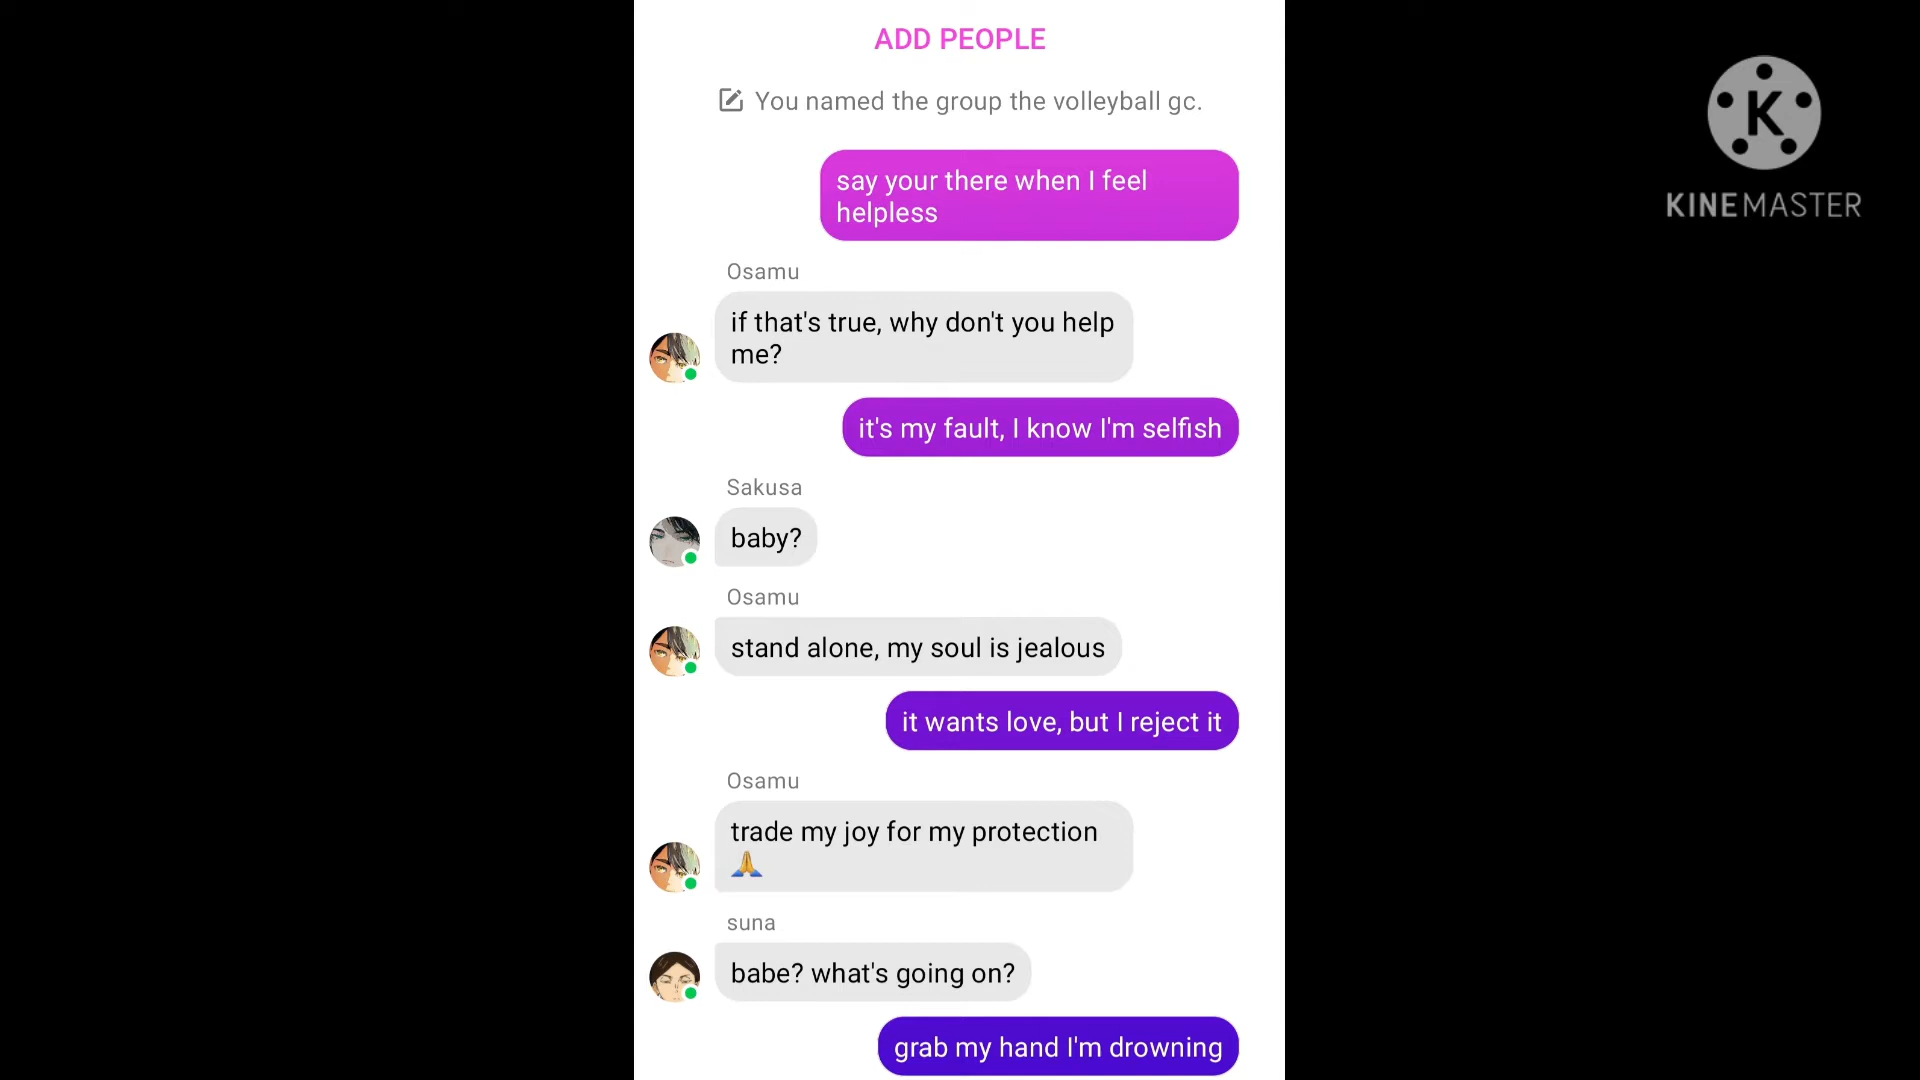 ADD PEOPLE
You named the group the volleyball gc.
say your there when I feel
helpless
Osamu
if that's true, why don't you help
me?
it's my fault, I know I'm selfish
Sakusa
baby?
Osamu
stand alone, my soul is jealous
it wants love, but I reject it
Osamu
trade my joy for my protection
🙏
suna
babe? what's going on?
grab my hand I'm drowning
K
KINEMASTER